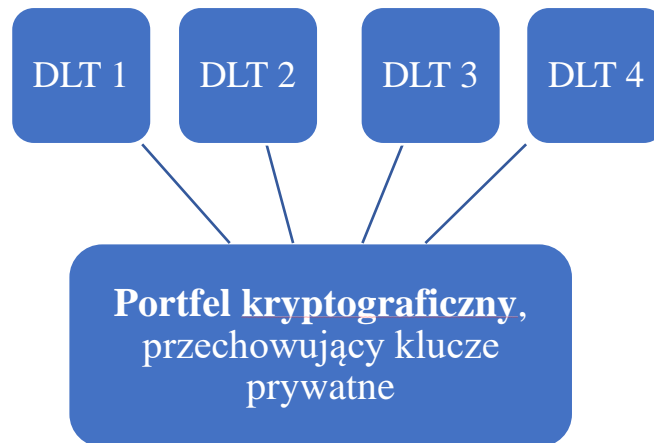 DLT 1 DLT 2 DLT 3 DLT 4
Portfel kryptograficzny,
przechowujący klucze
prywatne